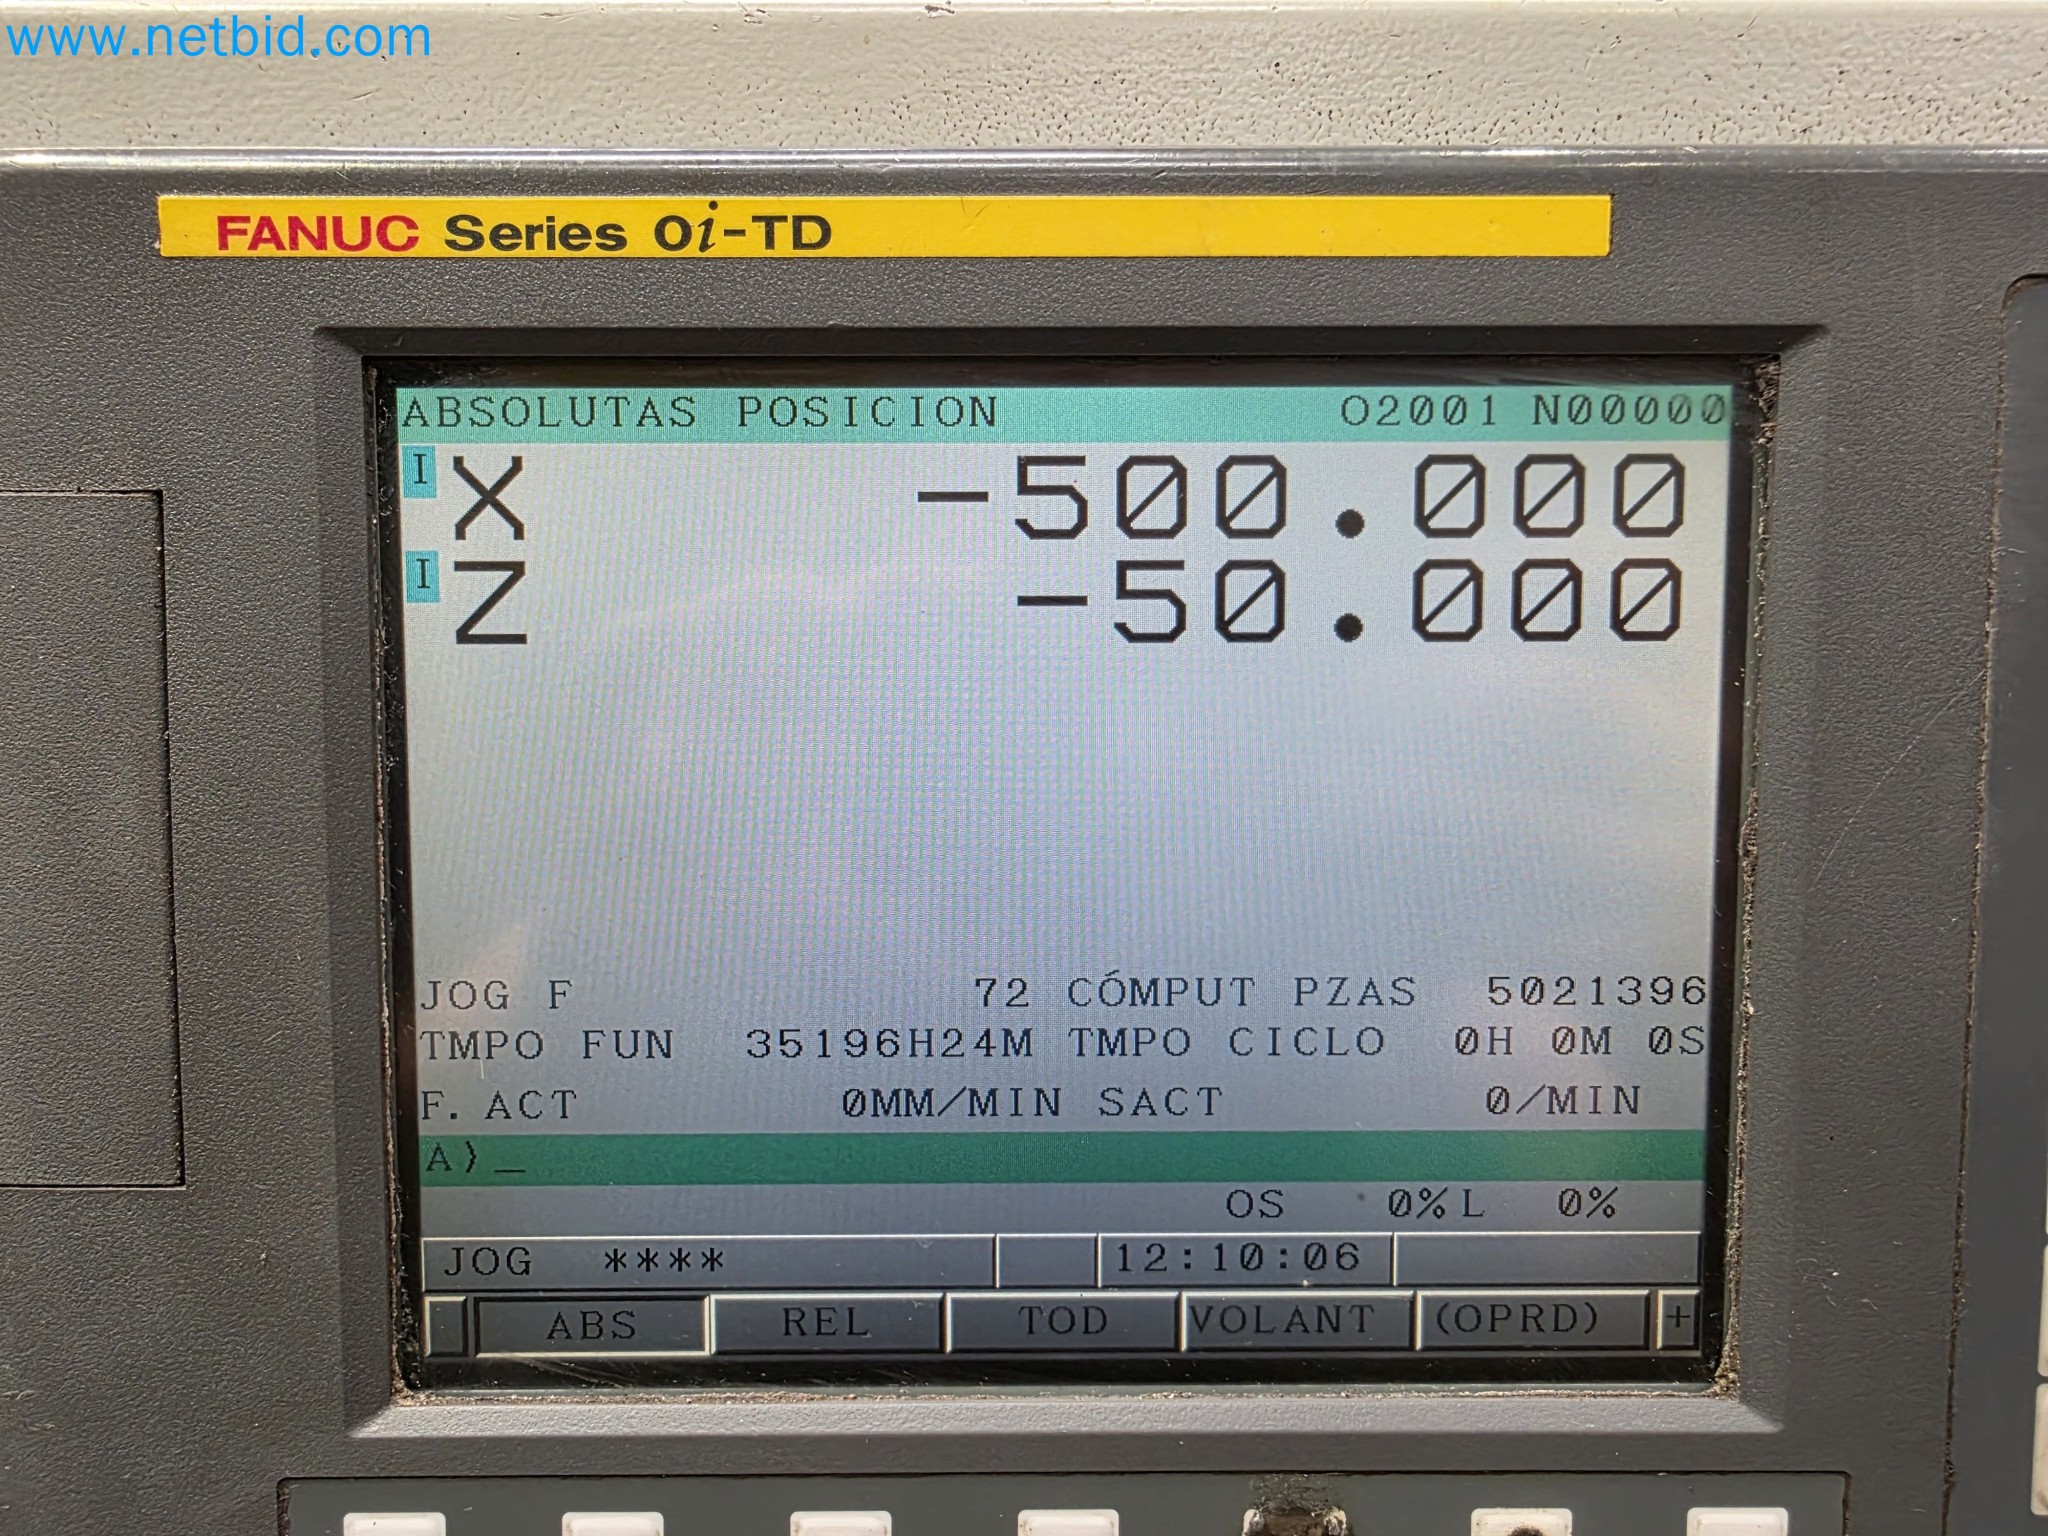 www.netbid.com
FANUC Series 0i-TD
ABSOLUTAS POSICION O2001 N00000
I X -500.000
I Z -50.000
JOG F 72 CÓMPUT PZAS 5021396
TMPO FUN 35196H24M TMPO CICLO 0H 0M 0S
F. ACT 0MM/MIN SACT 0/MIN
A)_
OS 0% L 0%
JOG **** 12:10:06
ABS REL TOD VOLANT (OPRD) +